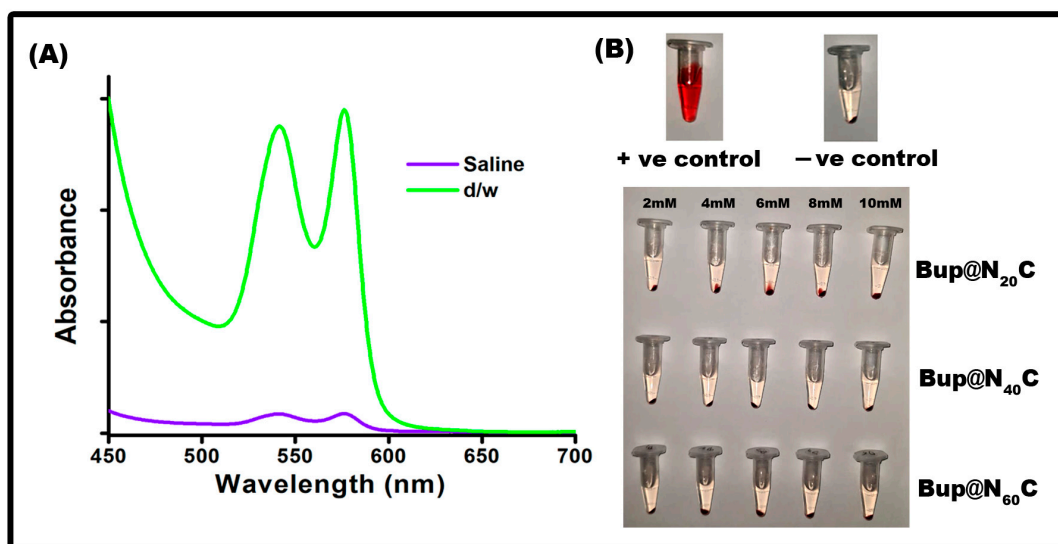 (A)
Absorbance
Saline
d/w
450 500 550 600 650 700
Wavelength (nm)
(B)
+ ve control
−ve control
2mM 4mM 6mM 8mM 10mM
Bup@N₂₀C
Bup@N₄₀C
Bup@N₆₀C